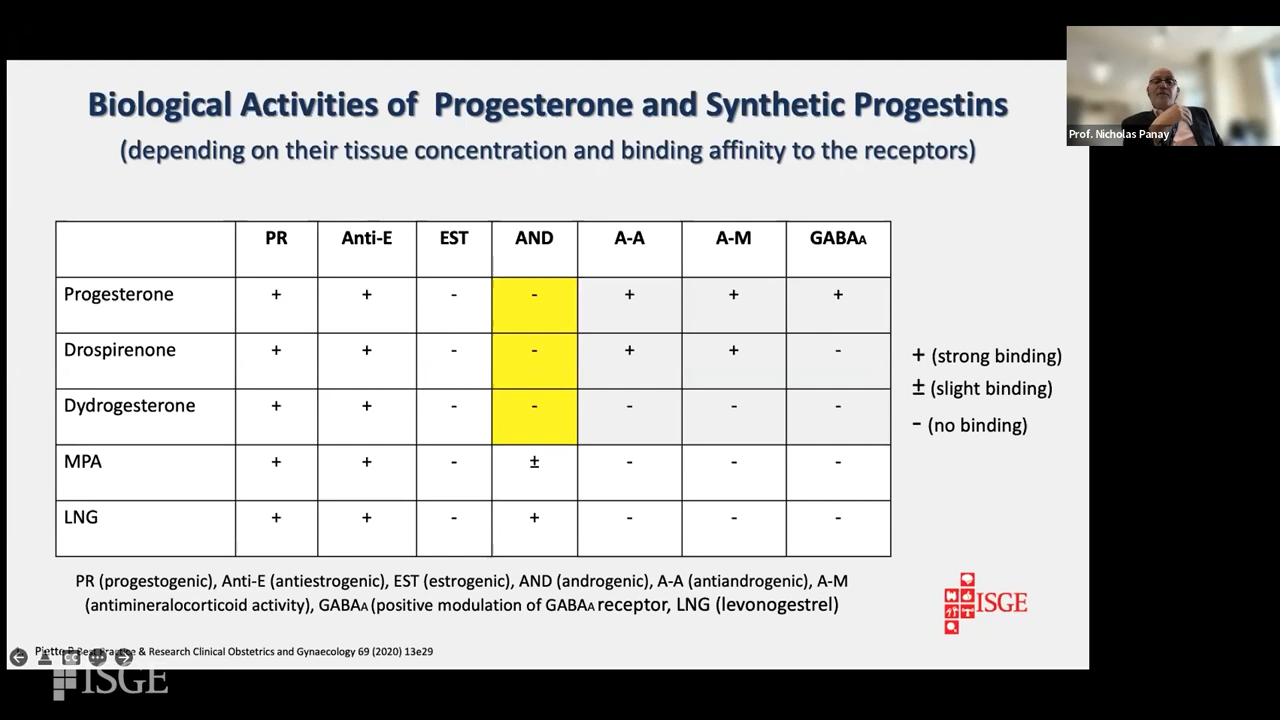 Biological Activities of Progesterone and Synthetic Progestins
(depending on their tissue concentration and binding affinity to the receptors)
Prof. Nicholas Panay
PR Anti-E EST AND A-A A-M GABAA
Progesterone + + - - + + +
Drospirenone + + - - + + -
Dydrogesterone + + - - - - -
MPA + + - ± - - -
LNG + + - + - - -
+ (strong binding)
± (slight binding)
- (no binding)
PR (progestogenic), Anti-E (antiestrogenic), EST (estrogenic), AND (androgenic), A-A (antiandrogenic), A-M
(antimineralocorticoid activity), GABAA (positive modulation of GABAA receptor, LNG (levonogestrel)
ISGE
Practice & Research Clinical Obstetrics and Gynaecology 69 (2020) 13e29
ISGE